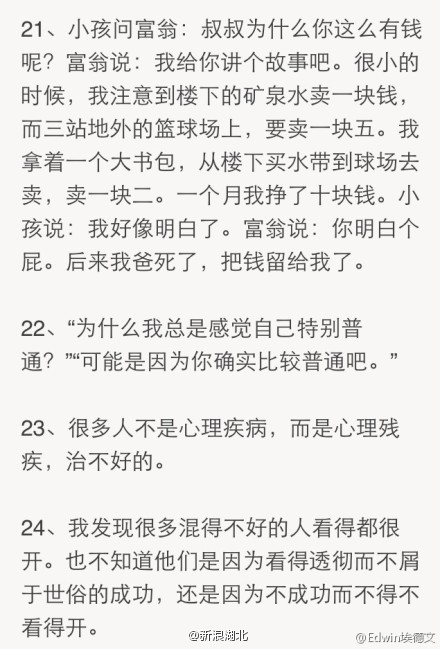 21、小孩问富翁：叔叔为什么你这么有钱
呢？富翁说：我给你讲个故事吧。很小的
时候，我注意到楼下的矿泉水卖一块钱，
而三站地外的篮球场上，要卖一块五。我
拿着一个大书包，从楼下买水带到球场去
卖，卖一块二。一个月我挣了十块钱。小
孩说：我好像明白了。富翁说：你明白个
屁。后来我爸死了，把钱留给我了。
22、“为什么我总是感觉自己特别普
通？”“可能是因为你确实比较普通吧。”
23、很多人不是心理疾病，而是心理残
疾，治不好的。
24、我发现很多混得不好的人看得都很
开。也不知道他们是因为看得透彻而不屑
于世俗的成功，还是因为不成功而不得不
看得开。
@新浪湖北
@Edwin埃德文